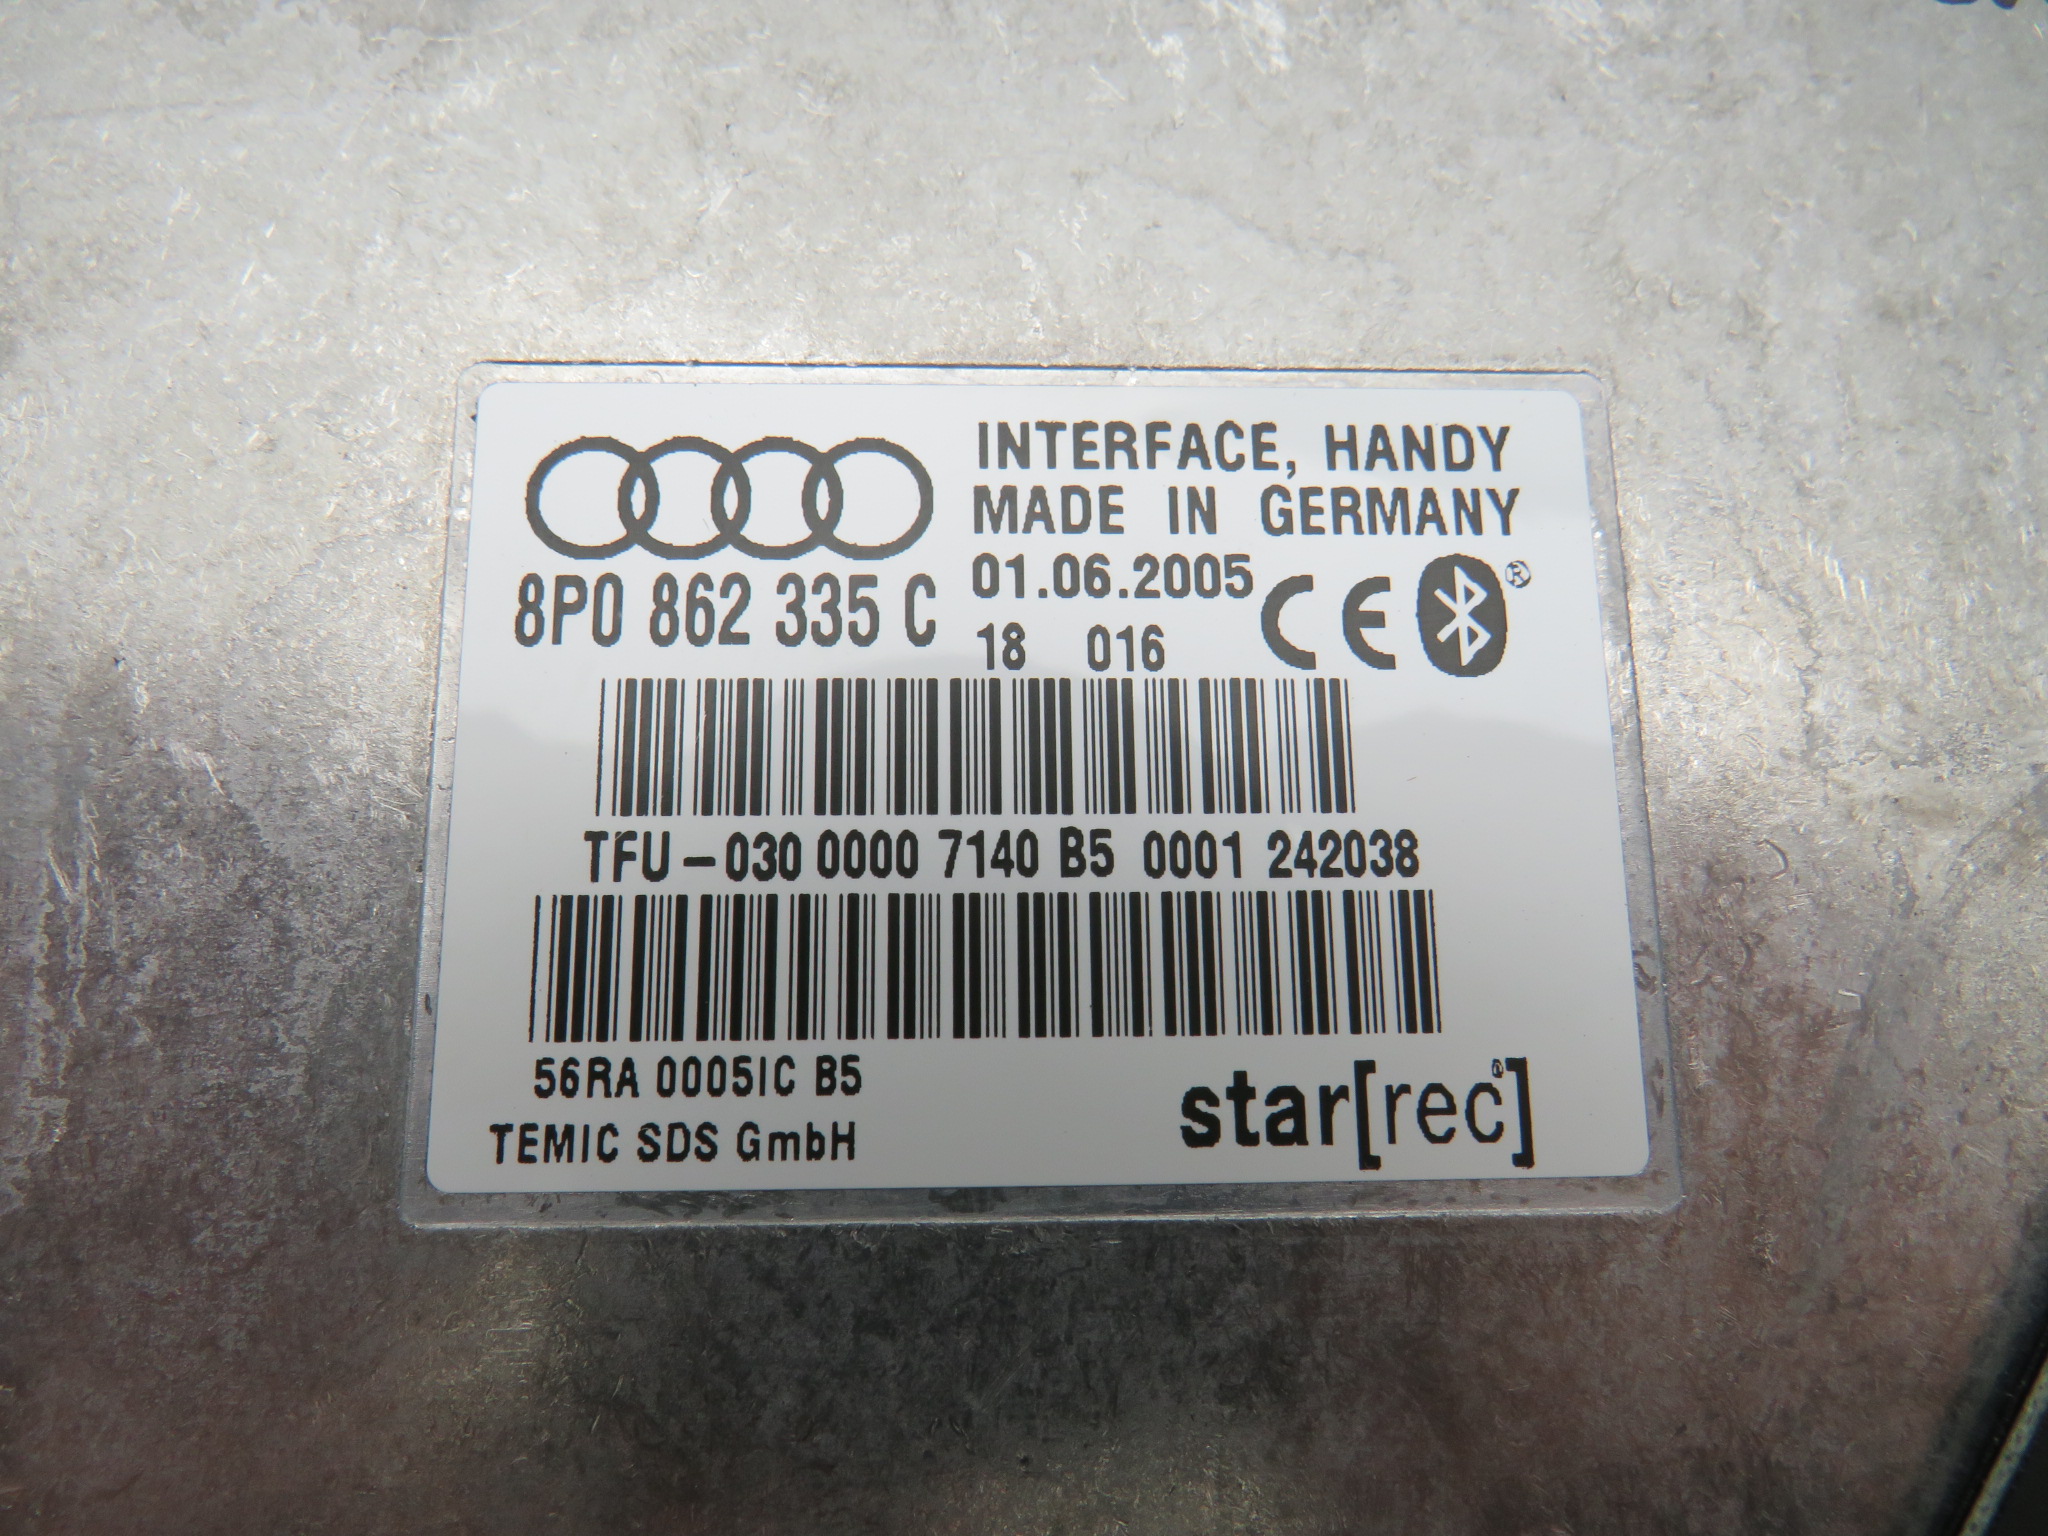 INTERFACE, HANDY
MADE IN GERMANY
8P0 862 335 C
01.06.2005 CE ®
18 016
TFU-030 0000 7140 B5 0001 242038
56RA 0005IC B5
TEMIC SDS GmbH
star[rec®]